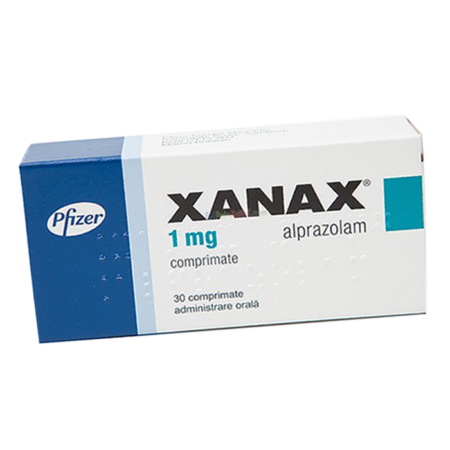 Pfizer
XANAX®
1 mg
alprazolam
comprimate
30 comprimate
administrare orală